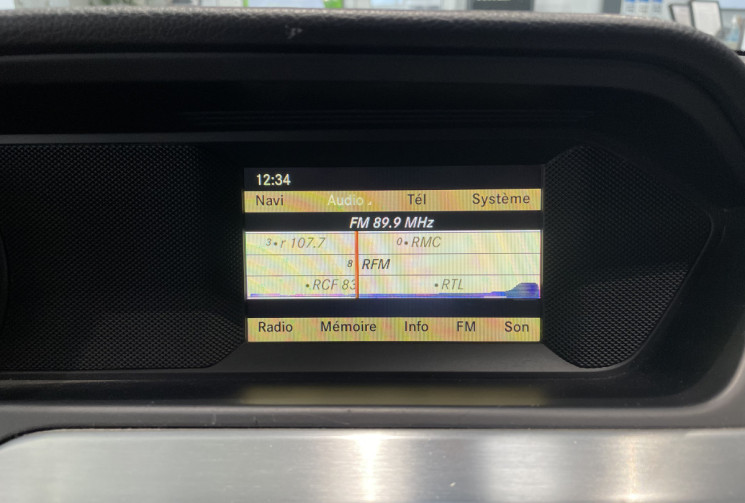 12:34
Navi Audio Tél Système
FM 89.9 MHz
3•r 107.7 0•RMC
8 RFM
•RCF 83 •RTL
Radio Mémoire Info FM Son